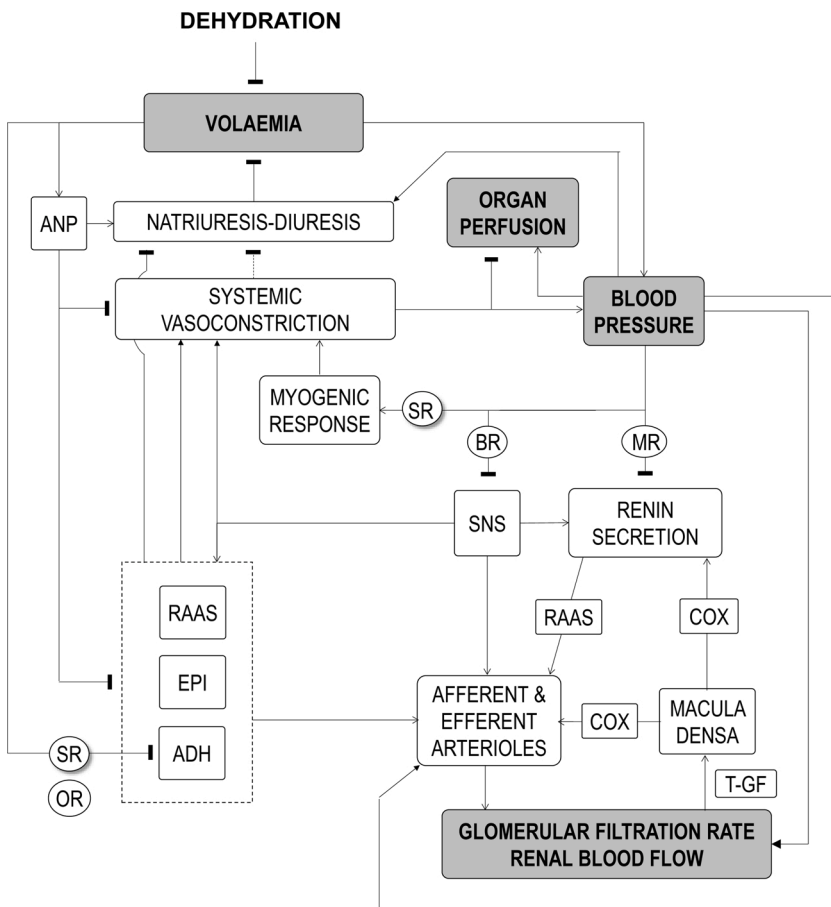 DEHYDRATION
VOLAEMIA
ANP
NATRIURESIS-DIURESIS
ORGAN
PERFUSION
SYSTEMIC
VASOCONSTRICTION
BLOOD
PRESSURE
MYOGENIC
RESPONSE
SR
BR
MR
SNS
RENIN
SECRETION
RAAS
EPI
ADH
SR
OR
RAAS
COX
AFFERENT &
EFFERENT
ARTERIOLES
COX
MACULA
DENSA
T-GF
GLOMERULAR FILTRATION RATE
RENAL BLOOD FLOW